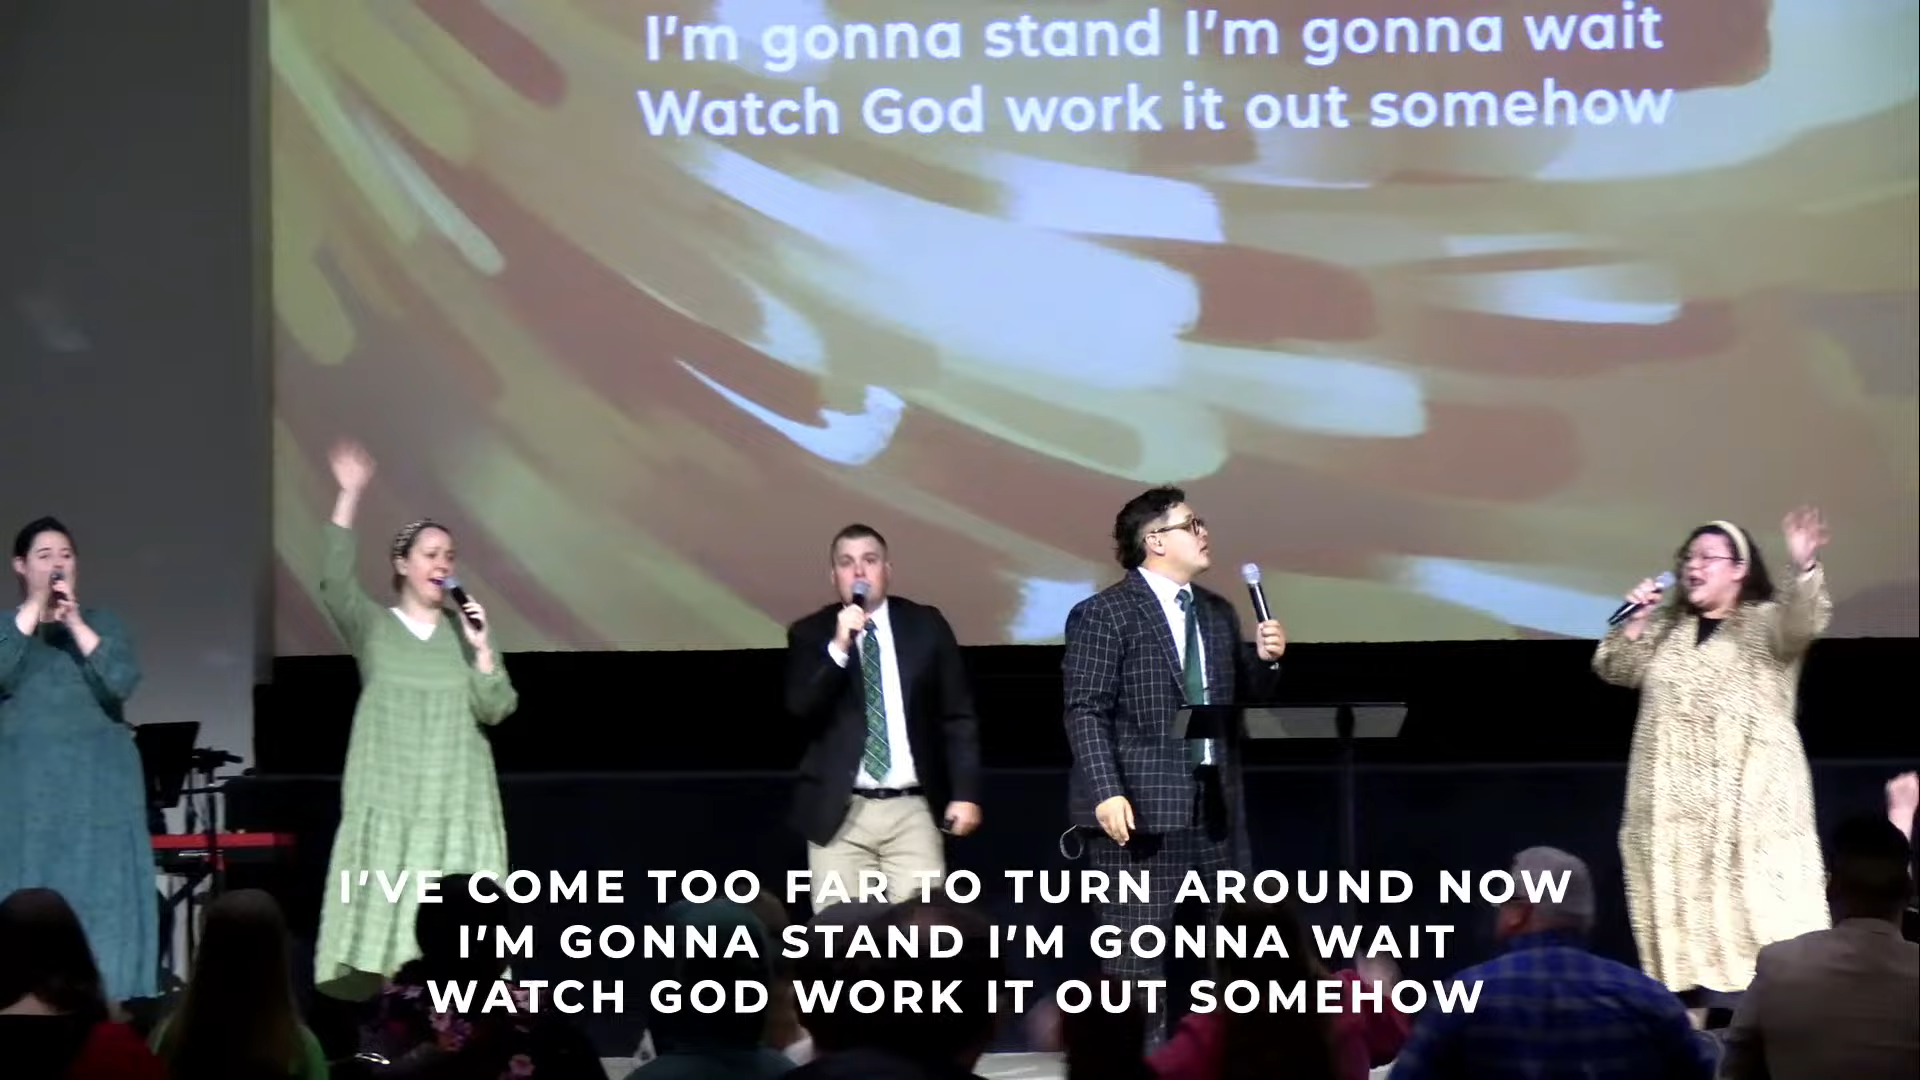 I'm gonna stand I'm gonna wait
Watch God work it out somehow
I'VE COME TOO FAR TO TURN AROUND NOW
I'M GONNA STAND I'M GONNA WAIT
WATCH GOD WORK IT OUT SOMEHOW